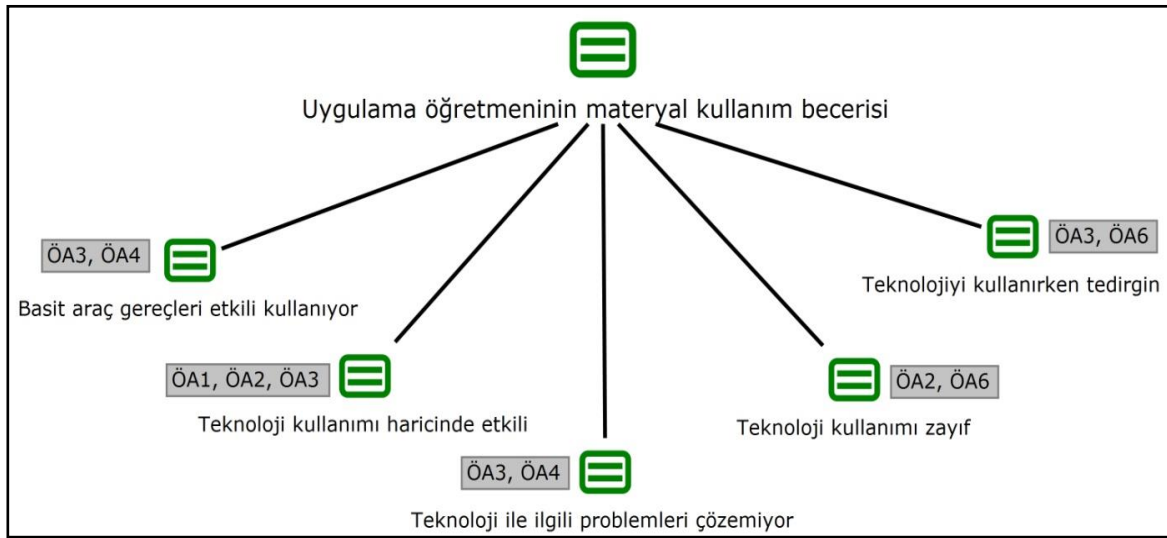 Uygulama öğretmeninin materyal kullanım becerisi
ÖA3, ÖA4
Basit araç gereçleri etkili kullanıyor
ÖA1, ÖA2, ÖA3
Teknoloji kullanımı haricinde etkili
ÖA3, ÖA4
Teknoloji ile ilgili problemleri çözemiyor
ÖA2, ÖA6
Teknoloji kullanımı zayıf
ÖA3, ÖA6
Teknolojiyi kullanırken tedirgin